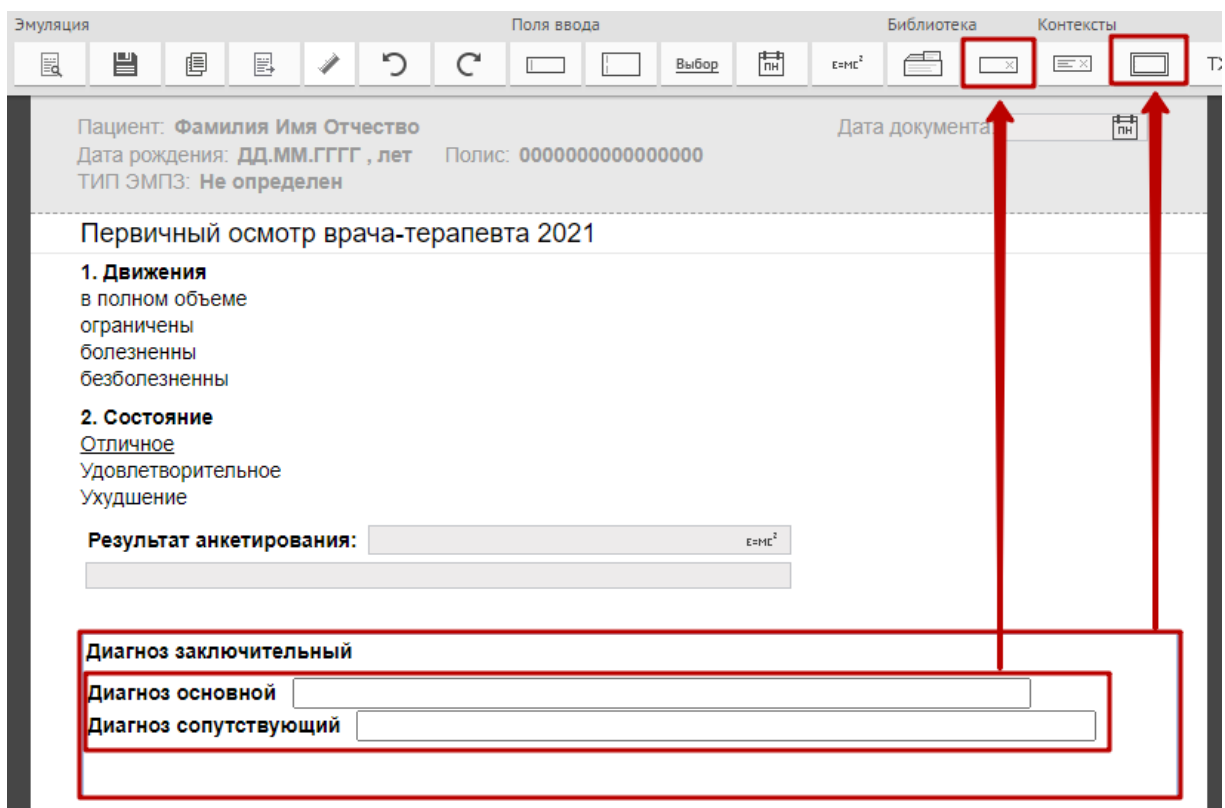 Эмуляция Поля ввода Библиотека Контексты
Выбор ПН E=MC² TX
Пациент: Фамилия Имя Отчество Дата документа: ПН
Дата рождения: ДД.ММ.ГГГГ , лет Полис: 0000000000000000
ТИП ЭМПЗ: Не определен
Первичный осмотр врача-терапевта 2021
1. Движения
в полном объеме
ограничены
болезненны
безболезненны
2. Состояние
Отличное
Удовлетворительное
Ухудшение
Результат анкетирования: E=MC²
Диагноз заключительный
Диагноз основной
Диагноз сопутствующий